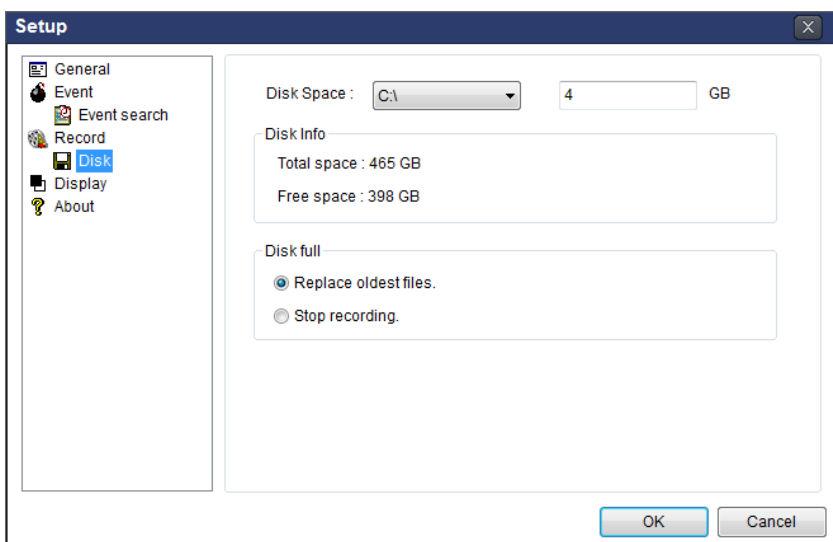 Setup
General
Event
Event search
Record
Disk
Display
About
Disk Space : C:\ 4 GB
Disk Info
Total space : 465 GB
Free space : 398 GB
Disk full
Replace oldest files.
Stop recording.
OK Cancel